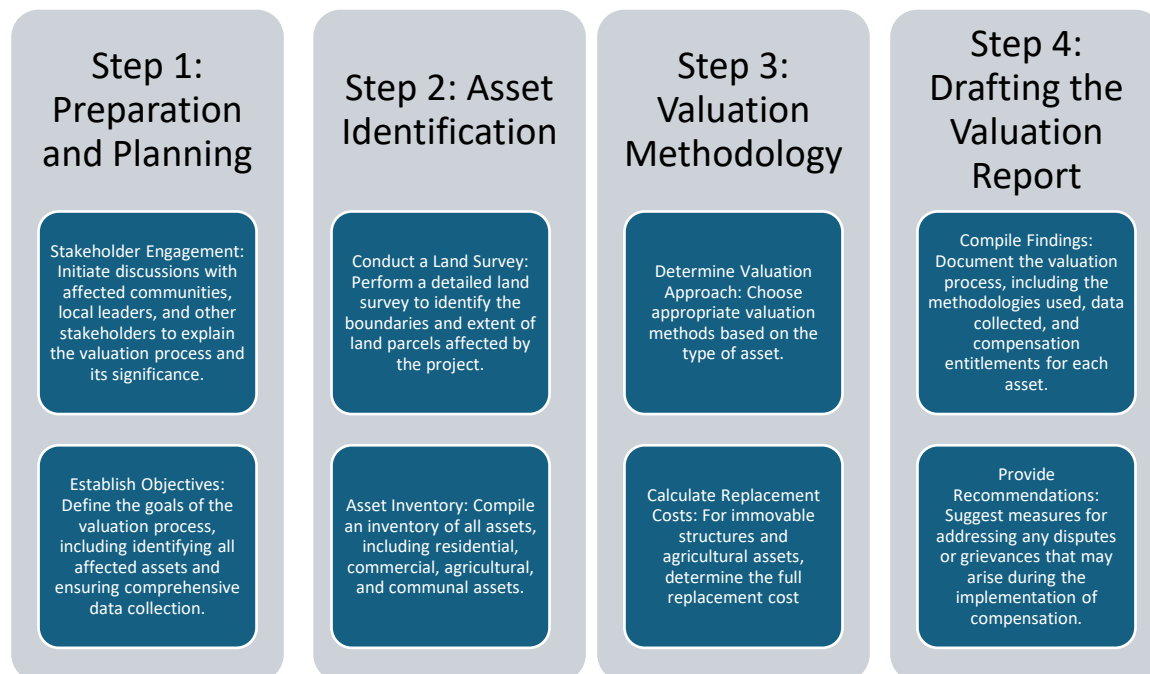 Step 1:
Preparation
and Planning
Stakeholder Engagement:
Initiate discussions with
affected communities,
local leaders, and other
stakeholders to explain
the valuation process and
its significance.
Establish Objectives:
Define the goals of the
valuation process,
including identifying all
affected assets and
ensuring comprehensive
data collection.
Step 2: Asset
Identification
Conduct a Land Survey:
Perform a detailed land
survey to identify the
boundaries and extent of
land parcels affected by
the project.
Asset Inventory: Compile
an inventory of all assets,
including residential,
commercial, agricultural,
and communal assets.
Step 3:
Valuation
Methodology
Determine Valuation
Approach: Choose
appropriate valuation
methods based on the
type of asset.
Calculate Replacement
Costs: For immovable
structures and
agricultural assets,
determine the full
replacement cost
Step 4:
Drafting the
Valuation
Report
Compile Findings:
Document the valuation
process, including the
methodologies used, data
collected, and
compensation
entitlements for each
asset.
Provide
Recommendations:
Suggest measures for
addressing any disputes
or grievances that may
arise during the
implementation of
compensation.